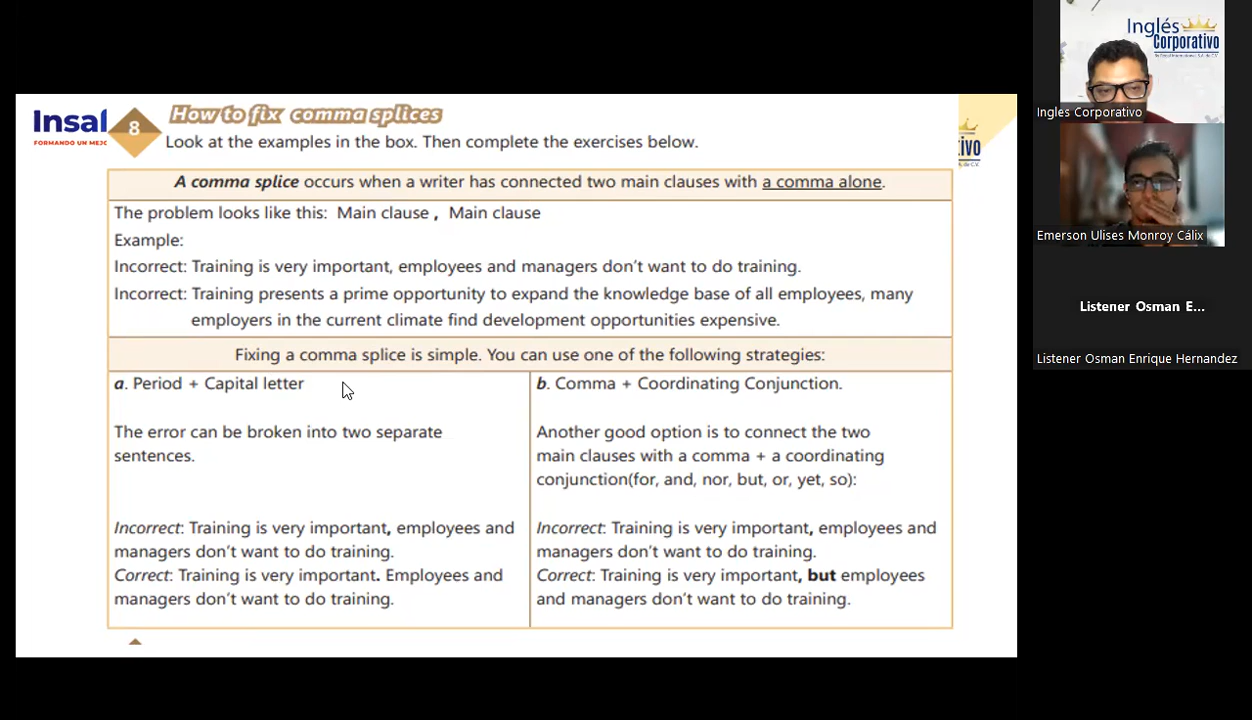 Insal
FORMANDO UN MEJO
8
How to fix comma splices
Look at the examples in the box. Then complete the exercises below.
A comma splice occurs when a writer has connected two main clauses with a comma alone.
The problem looks like this: Main clause , Main clause
Example:
Incorrect: Training is very important, employees and managers don't want to do training.
Incorrect: Training presents a prime opportunity to expand the knowledge base of all employees, many
employers in the current climate find development opportunities expensive.
Fixing a comma splice is simple. You can use one of the following strategies:
a. Period + Capital letter
The error can be broken into two separate
sentences.
Incorrect: Training is very important, employees and
managers don't want to do training.
Correct: Training is very important. Employees and
managers don't want to do training.
b. Comma + Coordinating Conjunction.
Another good option is to connect the two
main clauses with a comma + a coordinating
conjunction(for, and, nor, but, or, yet, so):
Incorrect: Training is very important, employees and
managers don't want to do training.
Correct: Training is very important, but employees
and managers don't want to do training.
Inglés
Corporativo
Ingles Corporativo
Emerson Ulises Monroy Cálix
Listener Osman E...
Listener Osman Enrique Hernandez